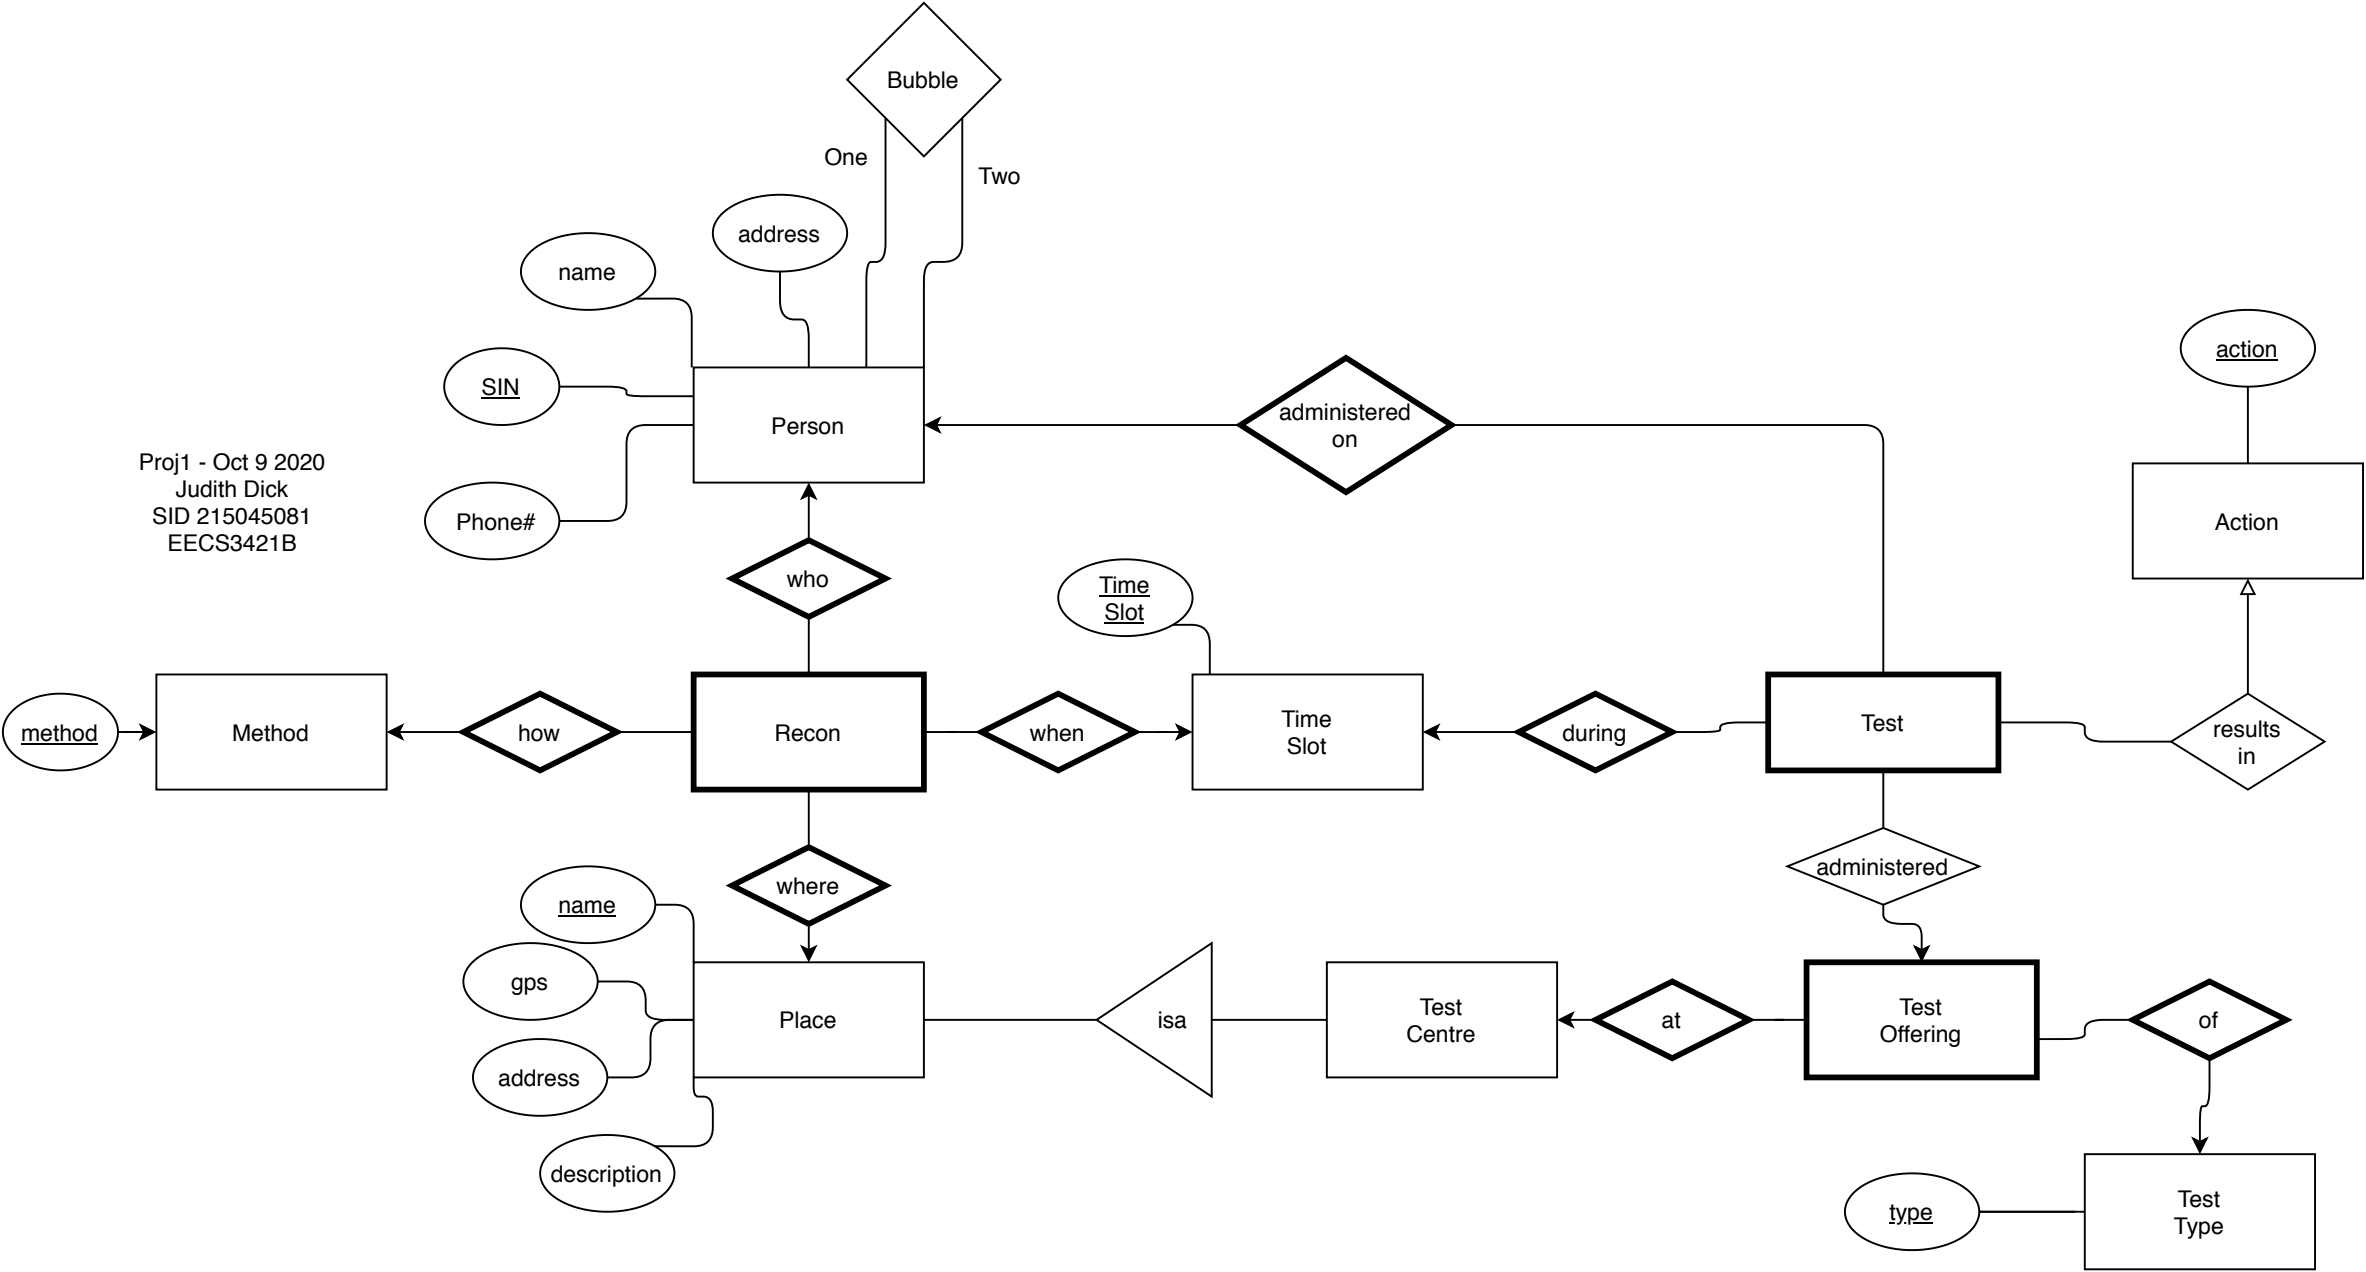 Bubble
One
Two
address
name
action
SIN
administered
on
Person
Proj1 - Oct 9 2020
Judith Dick
SID 215045081
EECS3421B
Phone#
Action
who
Time
Slot
method
Method
how
Recon
when
Time
Slot
during
Test
results
in
administered
where
name
gps
Place
isa
Test
Centre
at
Test
Offering
of
address
description
type
Test
Type